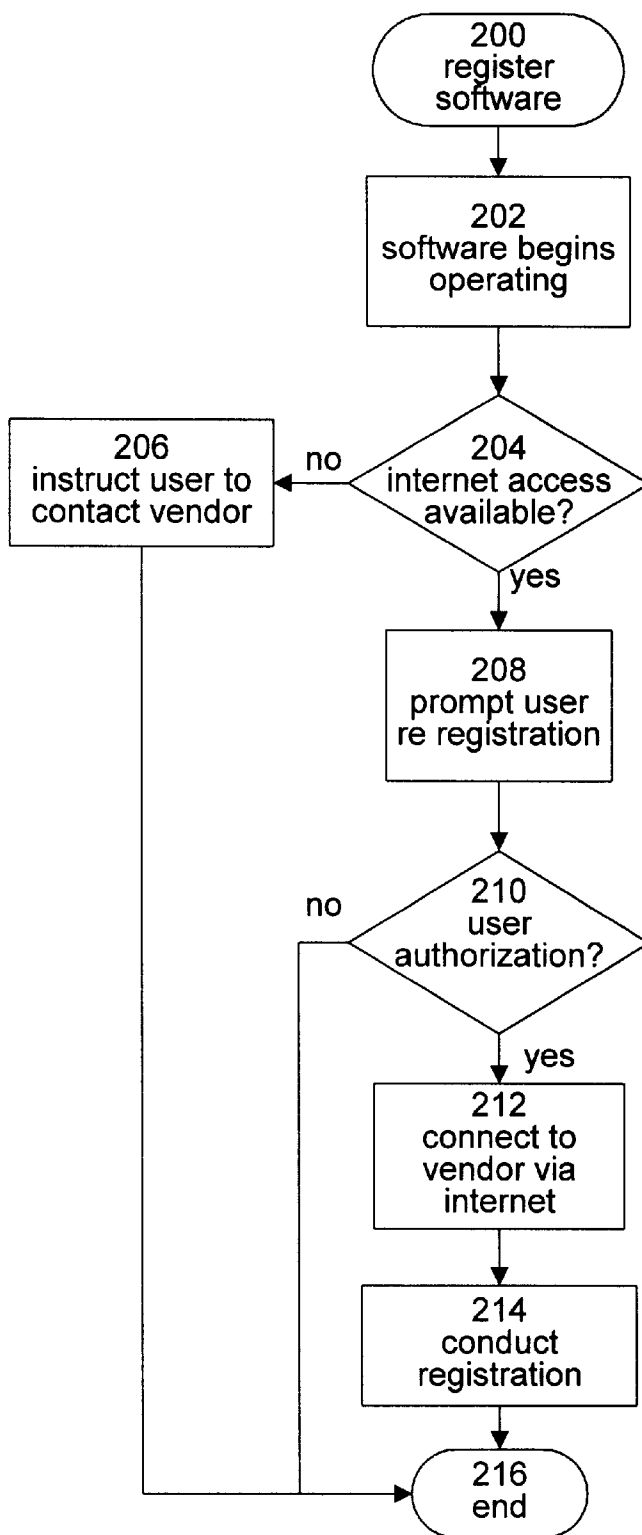 200
register
software
202
software begins
operating
204
internet access
available?
no
206
instruct user to
contact vendor
yes
208
prompt user
re registration
210
user
authorization?
no
yes
212
connect to
vendor via
internet
214
conduct
registration
216
end